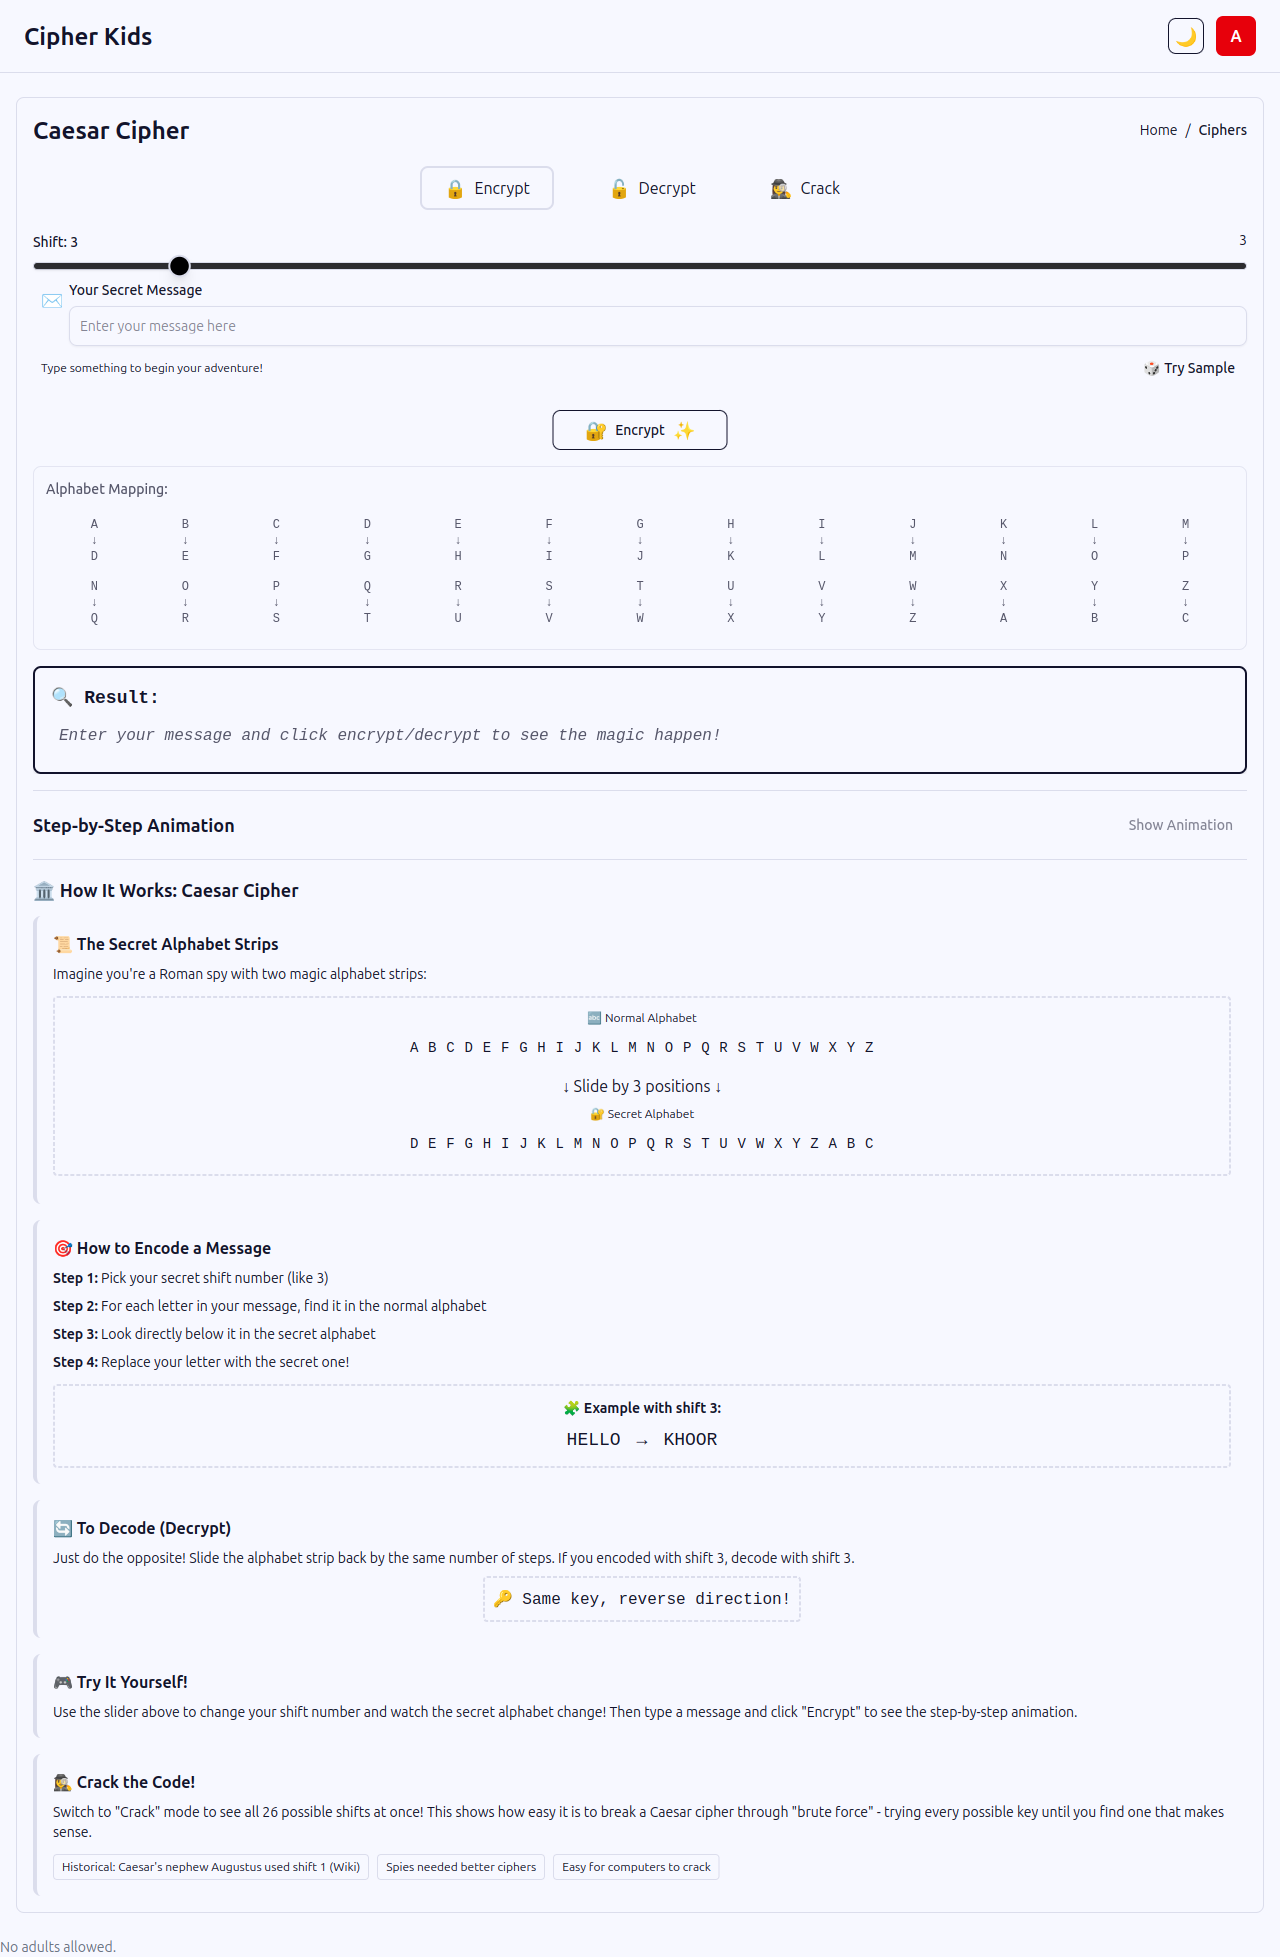 Cipher Kids
🌙 A
Caesar Cipher
Home / Ciphers
🔒 Encrypt 🔓 Decrypt 🕵️ Crack
Shift: 3 3
✉️ Your Secret Message
Enter your message here
Type something to begin your adventure! 🎲 Try Sample
🔐 Encrypt ✨
Alphabet Mapping:
A B C D E F G H I J K L M
↓ ↓ ↓ ↓ ↓ ↓ ↓ ↓ ↓ ↓ ↓ ↓ ↓
D E F G H I J K L M N O P
N O P Q R S T U V W X Y Z
↓ ↓ ↓ ↓ ↓ ↓ ↓ ↓ ↓ ↓ ↓ ↓ ↓
Q R S T U V W X Y Z A B C
🔍 Result:
Enter your message and click encrypt/decrypt to see the magic happen!
Step-by-Step Animation Show Animation
🏛️ How It Works: Caesar Cipher
📜 The Secret Alphabet Strips
Imagine you're a Roman spy with two magic alphabet strips:
🔤 Normal Alphabet
A B C D E F G H I J K L M N O P Q R S T U V W X Y Z
↓ Slide by 3 positions ↓
🔐 Secret Alphabet
D E F G H I J K L M N O P Q R S T U V W X Y Z A B C
🎯 How to Encode a Message
Step 1: Pick your secret shift number (like 3)
Step 2: For each letter in your message, find it in the normal alphabet
Step 3: Look directly below it in the secret alphabet
Step 4: Replace your letter with the secret one!
🧩 Example with shift 3:
HELLO → KHOOR
🔄 To Decode (Decrypt)
Just do the opposite! Slide the alphabet strip back by the same number of steps. If you encoded with shift 3, decode with shift 3.
🔑 Same key, reverse direction!
🎮 Try It Yourself!
Use the slider above to change your shift number and watch the secret alphabet change! Then type a message and click "Encrypt" to see the step-by-step animation.
🕵️ Crack the Code!
Switch to "Crack" mode to see all 26 possible shifts at once! This shows how easy it is to break a Caesar cipher through "brute force" - trying every possible key until you find one that makes
sense.
Historical: Caesar's nephew Augustus used shift 1 (Wiki) Spies needed better ciphers Easy for computers to crack
No adults allowed.